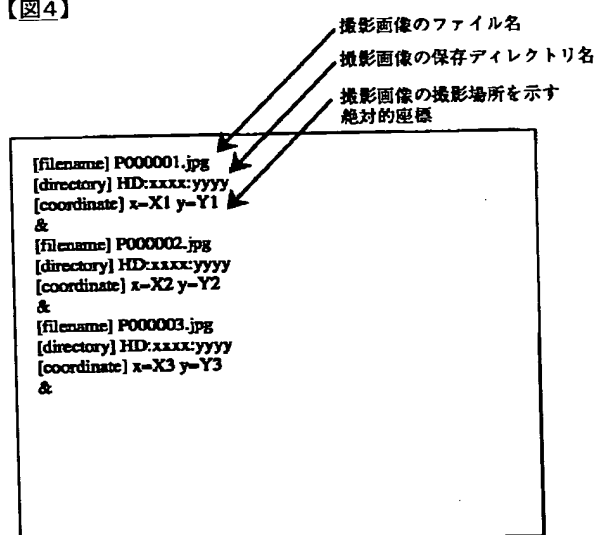 【図4】
撮影画像のファイル名
撮影画像の保存ディレクトリ名
撮影画像の撮影場所を示す
絶対的座標
[filename] P000001.jpg
[directory] HD:xxxx:yyyy
[coordinate] x=X1 y=Y1
&
[filename] P000002.jpg
[directory] HD:xxxx:yyyy
[coordinate] x=X2 y=Y2
&
[filename] P000003.jpg
[directory] HD:xxxx:yyyy
[coordinate] x=X3 y=Y3
&